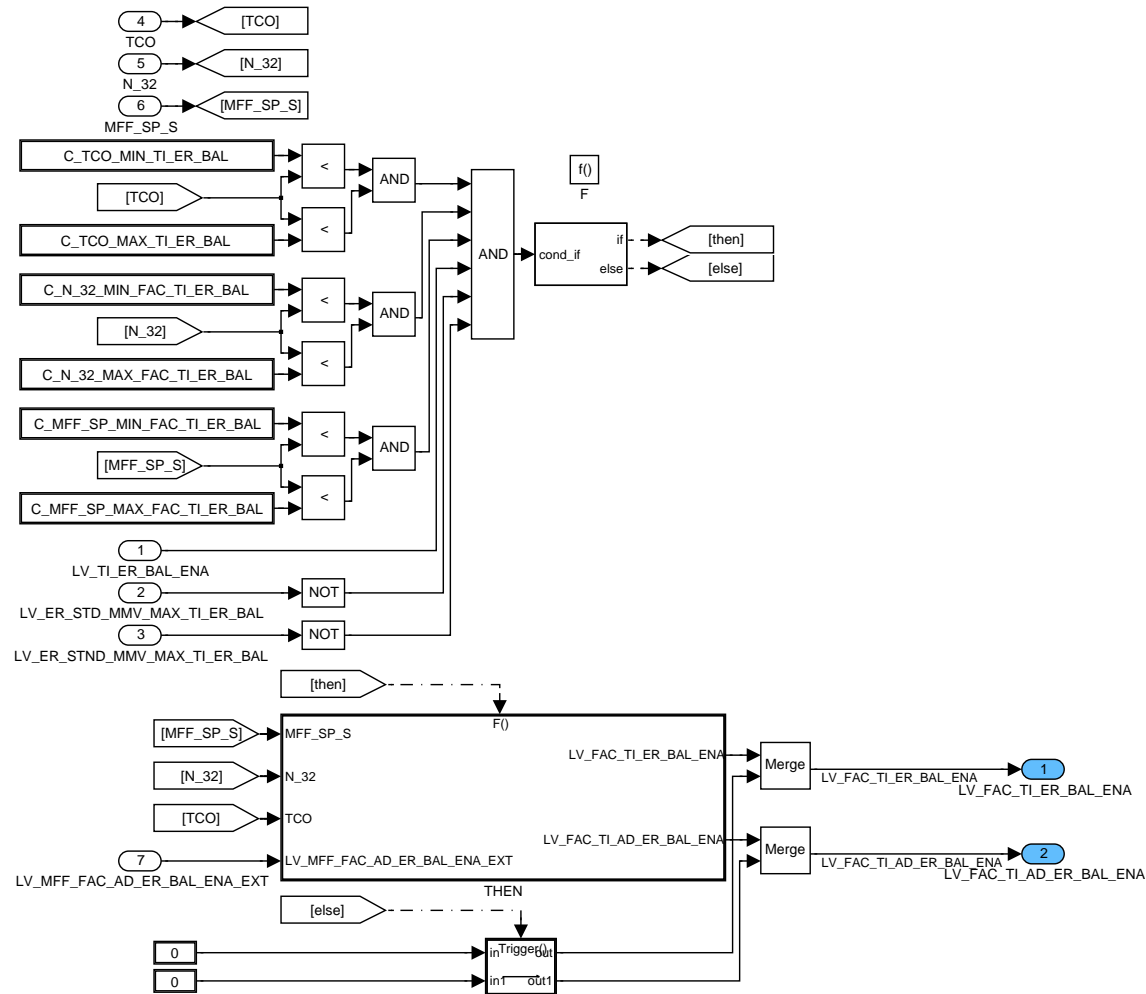 4
[TCO]
TCO
5
[N_32]
N_32
6
[MFF_SP_S]
MFF_SP_S
C_TCO_MIN_TI_ER_BAL
<
AND
[TCO]
<
C_TCO_MAX_TI_ER_BAL
f()
F
AND
cond_if
if
else
[then]
[else]
C_N_32_MIN_FAC_TI_ER_BAL
<
AND
[N_32]
<
C_N_32_MAX_FAC_TI_ER_BAL
C_MFF_SP_MIN_FAC_TI_ER_BAL
<
AND
[MFF_SP_S]
<
C_MFF_SP_MAX_FAC_TI_ER_BAL
1
LV_TI_ER_BAL_ENA
2
NOT
LV_ER_STD_MMV_MAX_TI_ER_BAL
3
NOT
LV_ER_STND_MMV_MAX_TI_ER_BAL
[then]
F()
[MFF_SP_S]
MFF_SP_S
LV_FAC_TI_ER_BAL_ENA
Merge
LV_FAC_TI_ER_BAL_ENA
1
LV_FAC_TI_ER_BAL_ENA
[N_32]
N_32
[TCO]
TCO
LV_FAC_TI_AD_ER_BAL_ENA
Merge
LV_FAC_TI_AD_ER_BAL_ENA
2
LV_FAC_TI_AD_ER_BAL_ENA
7
LV_MFF_FAC_AD_ER_BAL_ENA_EXT
LV_MFF_FAC_AD_ER_BAL_ENA_EXT
THEN
[else]
Trigger()
0
in
out
0
in1
out1